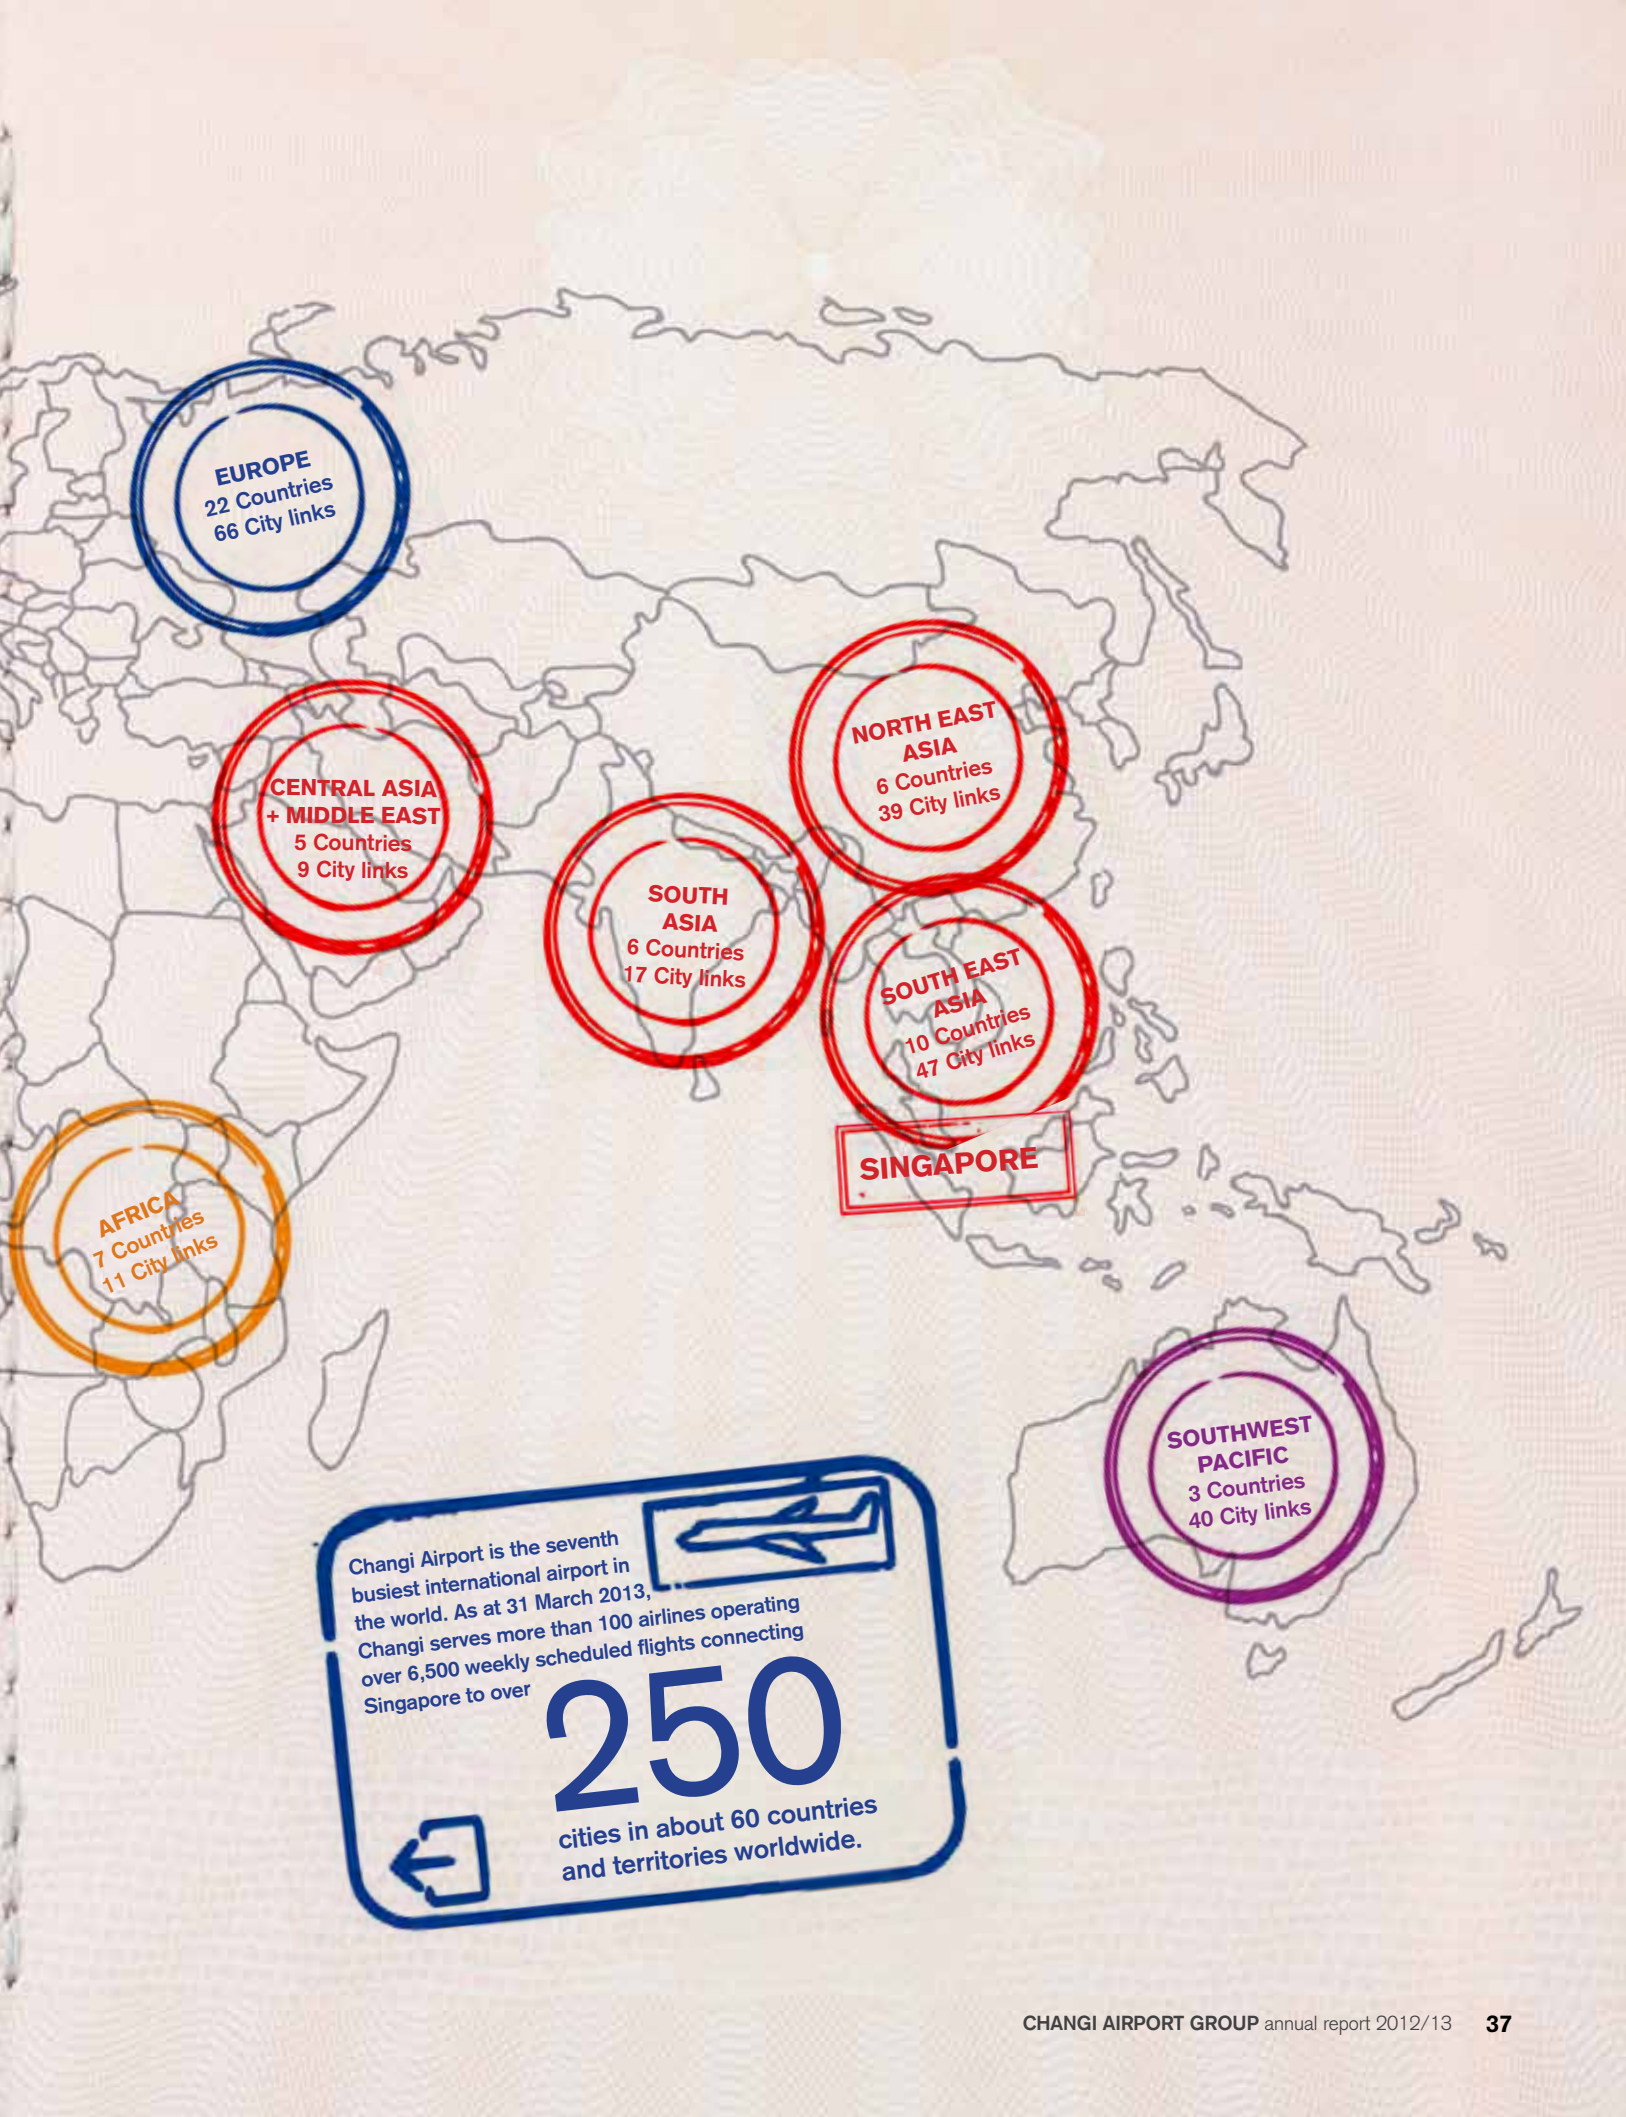 EUROPE
22 Countries
66 City links
NORTH EAST
ASIA
6 Countries
39 City links
CENTRAL ASIA
+ MIDDLE EAST
5 Countries
9 City links
SOUTH
ASIA
6 Countries
17 City links
SOUTH EAST
ASIA
10 Countries
47 City links
SINGAPORE
AFRICA
7 Countries
11 City links
SOUTHWEST
PACIFIC
3 Countries
40 City links
Changi Airport is the seventh
busiest international airport in
the world. As at 31 March 2013,
Changi serves more than 100 airlines operating
over 6,500 weekly scheduled flights connecting
Singapore to over
250
cities in about 60 countries
and territories worldwide.
CHANGI AIRPORT GROUP annual report 2012/13 37